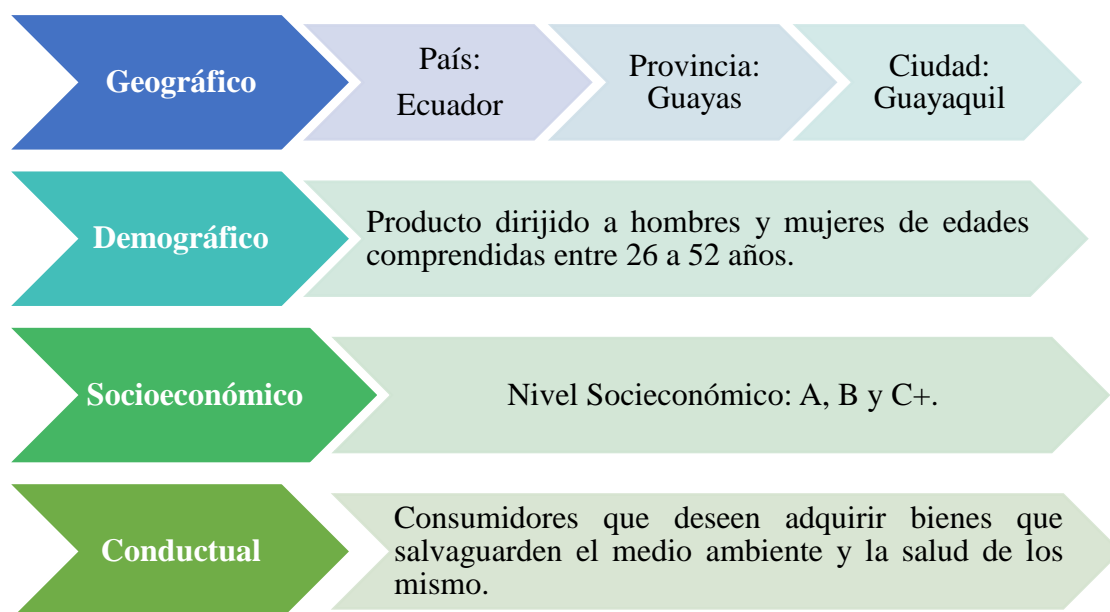 Geográfico
País:
Ecuador
Provincia:
Guayas
Ciudad:
Guayaquil
Demográfico
Producto dirijido a hombres y mujeres de edades
comprendidas entre 26 a 52 años.
Socioeconómico
Nivel Socieconómico: A, B y C+.
Conductual
Consumidores que deseen adquirir bienes que
salvaguarden el medio ambiente y la salud de los
mismo.